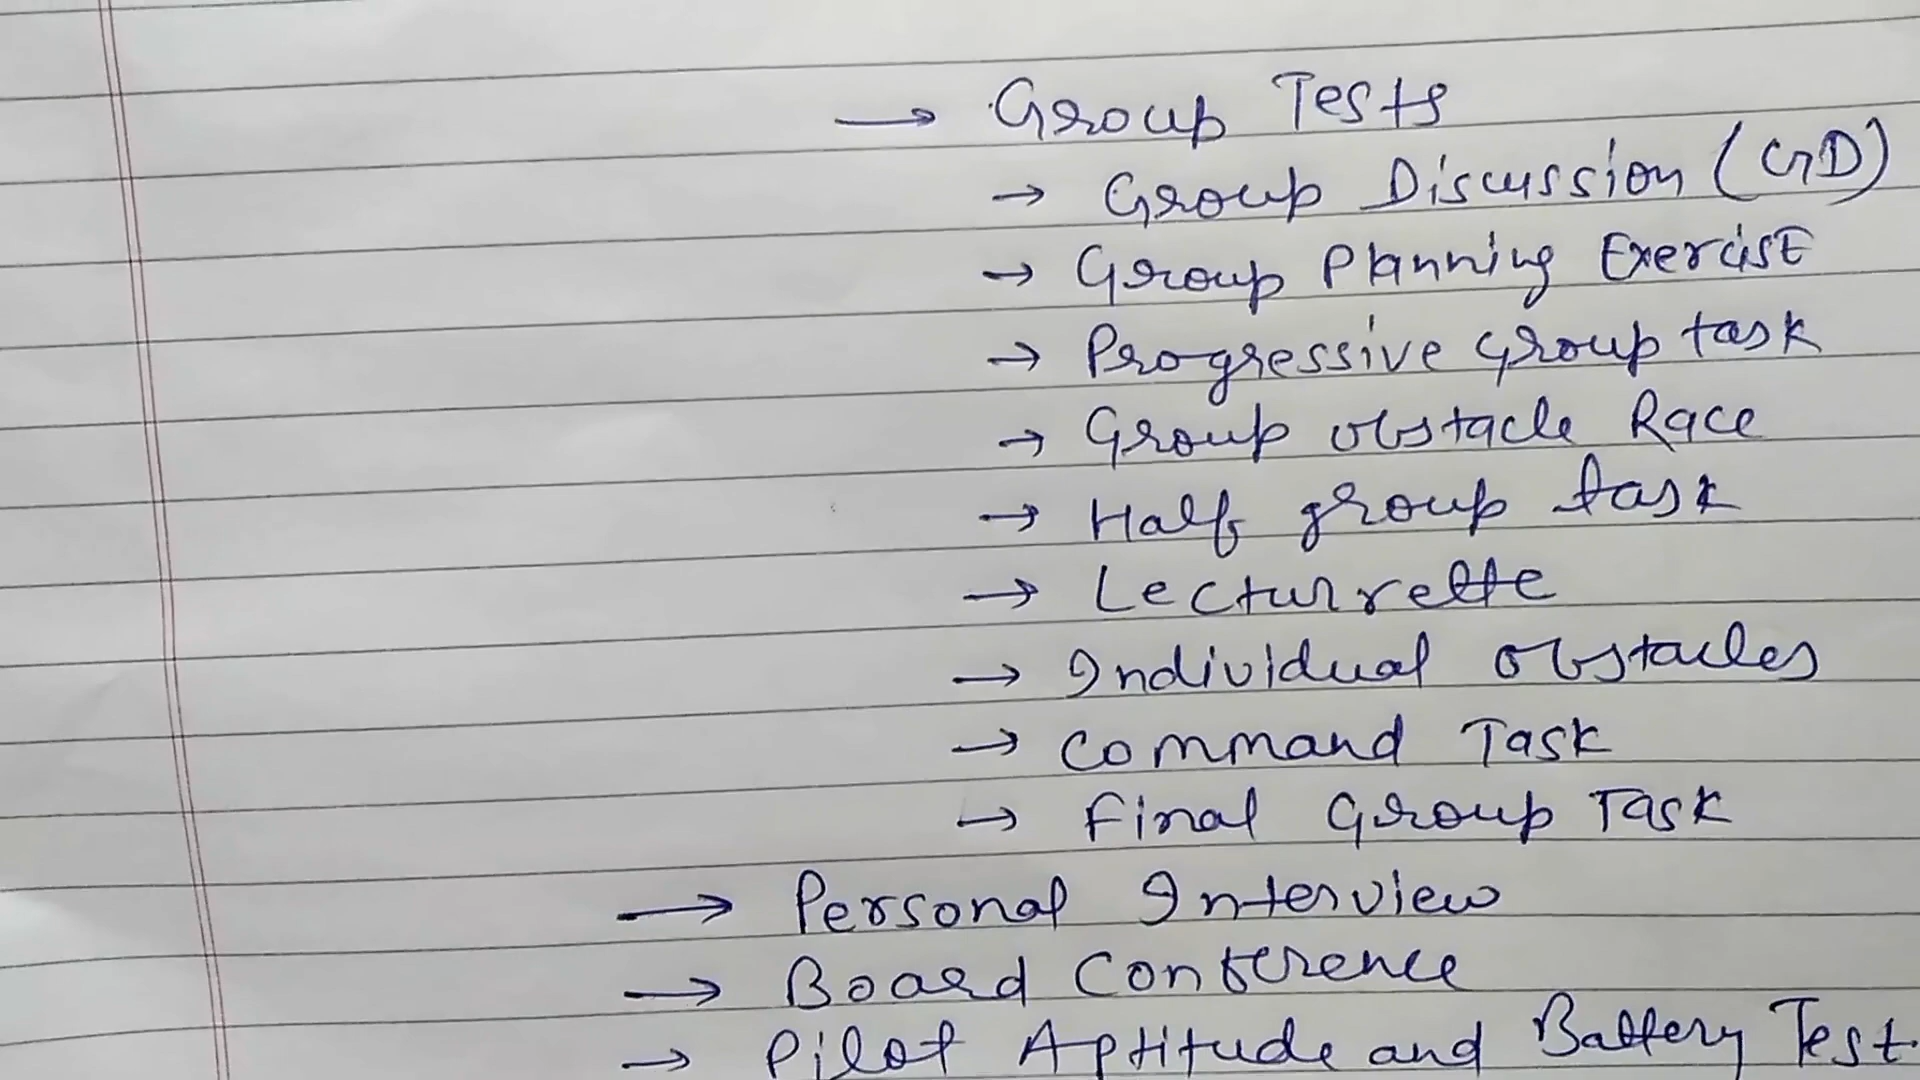 → Group Tests
→ Group Discussion (GD)
→ Group Planning Exercise
→ Progressive group task
→ Group obstacle Race
→ Half group task
→ Lecturrette
→ Individual obstacles
→ Command Task
→ Final Group Task
→ Personal Interview
→ Board Conference
→ Pilot Aptitude and Battery Test.